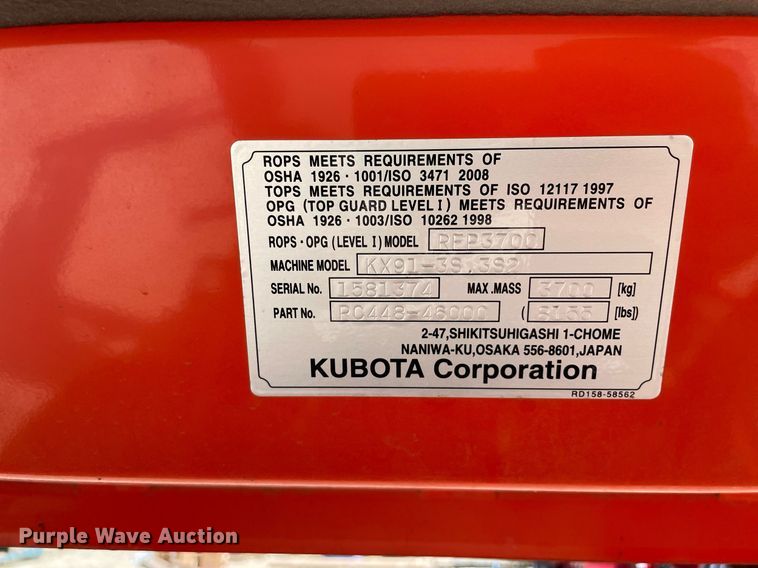 ROPS MEETS REQUIREMENTS OF
OSHA 1926・1001/ISO 3471 2008
TOPS MEETS REQUIREMENTS OF ISO 12117 1997
OPG (TOP GUARD LEVEL I) MEETS REQUIREMENTS OF
OSHA 1926・1003/ISO 10262 1998
ROPS・OPG (LEVEL I) MODEL RFP3700
MACHINE MODEL KX91-3S,3S2
SERIAL No. 1581374 MAX.MASS 3700 [kg]
PART No. RC448-46000 ( 8155 [lbs])
2-47,SHIKITSUHIGASHI 1-CHOME
NANIWA-KU,OSAKA 556-8601,JAPAN
KUBOTA Corporation
RD158-58562
Purple Wave Auction